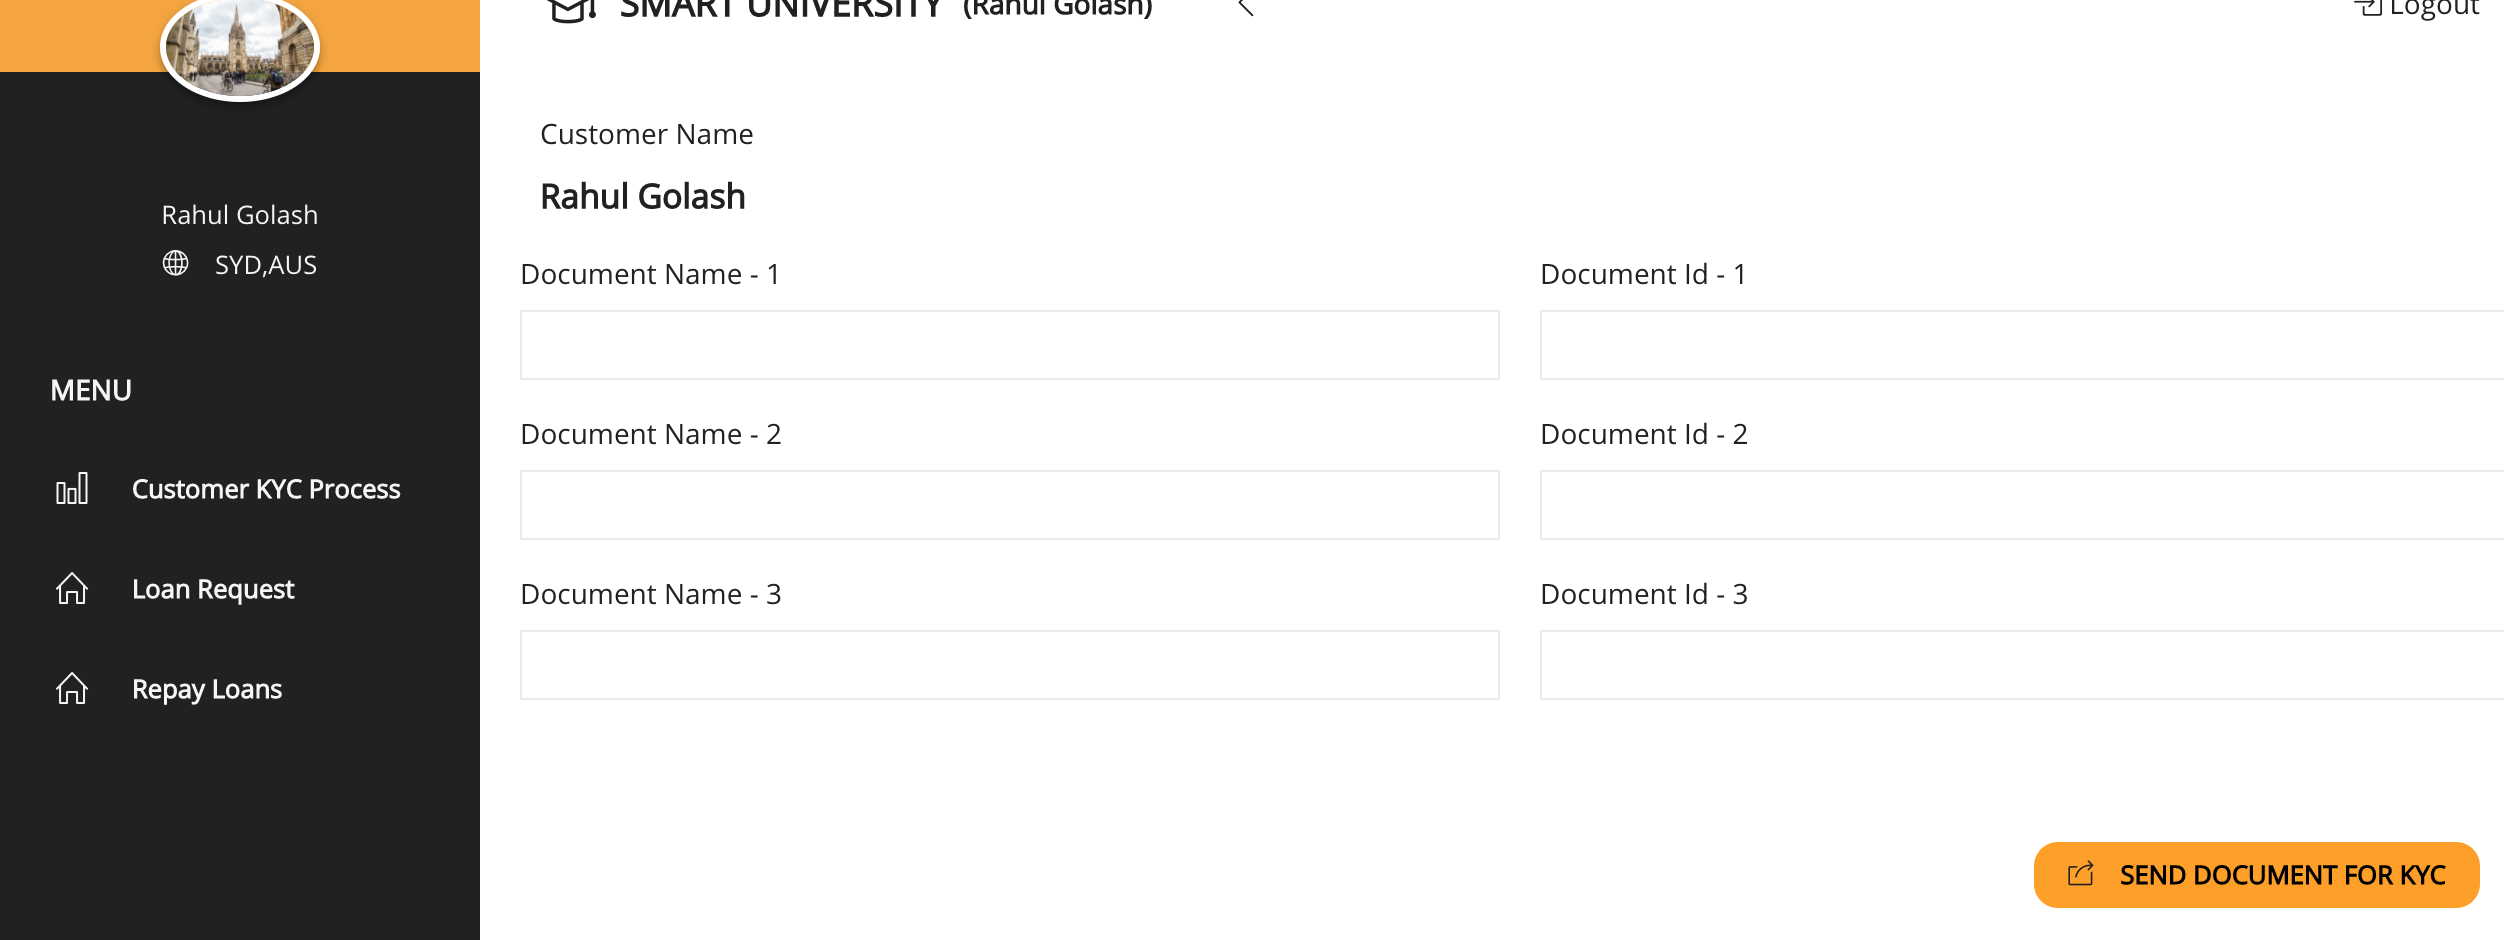 SMART UNIVERSITY (Rahul Golash)
Logout
Rahul Golash
SYD,AUS
MENU
Customer KYC Process
Loan Request
Repay Loans
Customer Name
Rahul Golash
Document Name - 1
Document Id - 1
Document Name - 2
Document Id - 2
Document Name - 3
Document Id - 3
SEND DOCUMENT FOR KYC